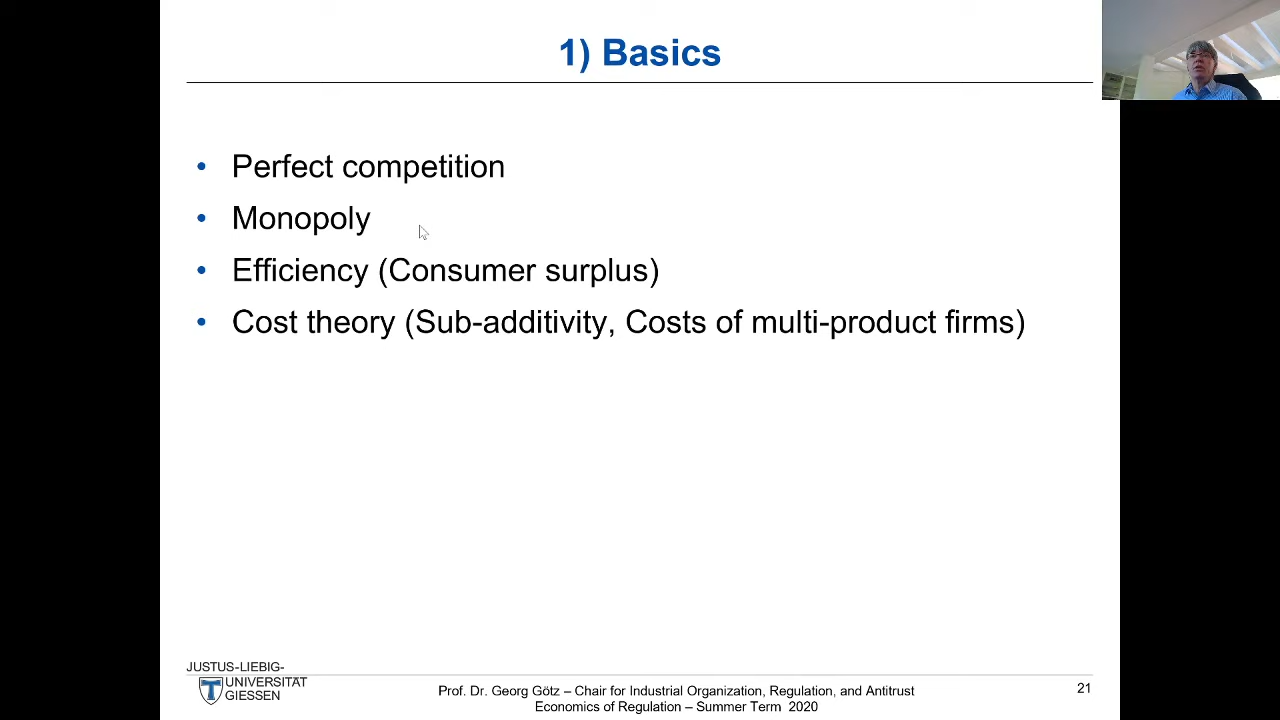 1) Basics
• Perfect competition
• Monopoly
• Efficiency (Consumer surplus)
• Cost theory (Sub-additivity, Costs of multi-product firms)
JUSTUS-LIEBIG-
UNIVERSITÄT
GIESSEN
Prof. Dr. Georg Götz – Chair for Industrial Organization, Regulation, and Antitrust
Economics of Regulation – Summer Term 2020
21